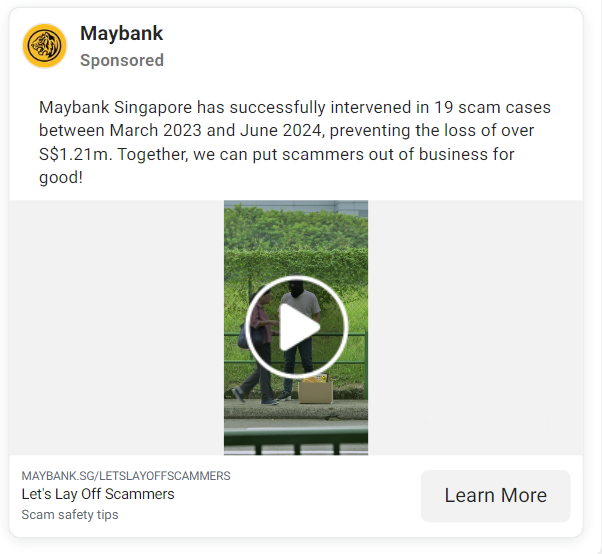 Maybank
Sponsored
Maybank Singapore has successfully intervened in 19 scam cases
between March 2023 and June 2024, preventing the loss of over
S$1.21m. Together, we can put scammers out of business for
good!
MAYBANK.SG/LETSLAYOFFSCAMMERS
Let's Lay Off Scammers
Scam safety tips
Learn More